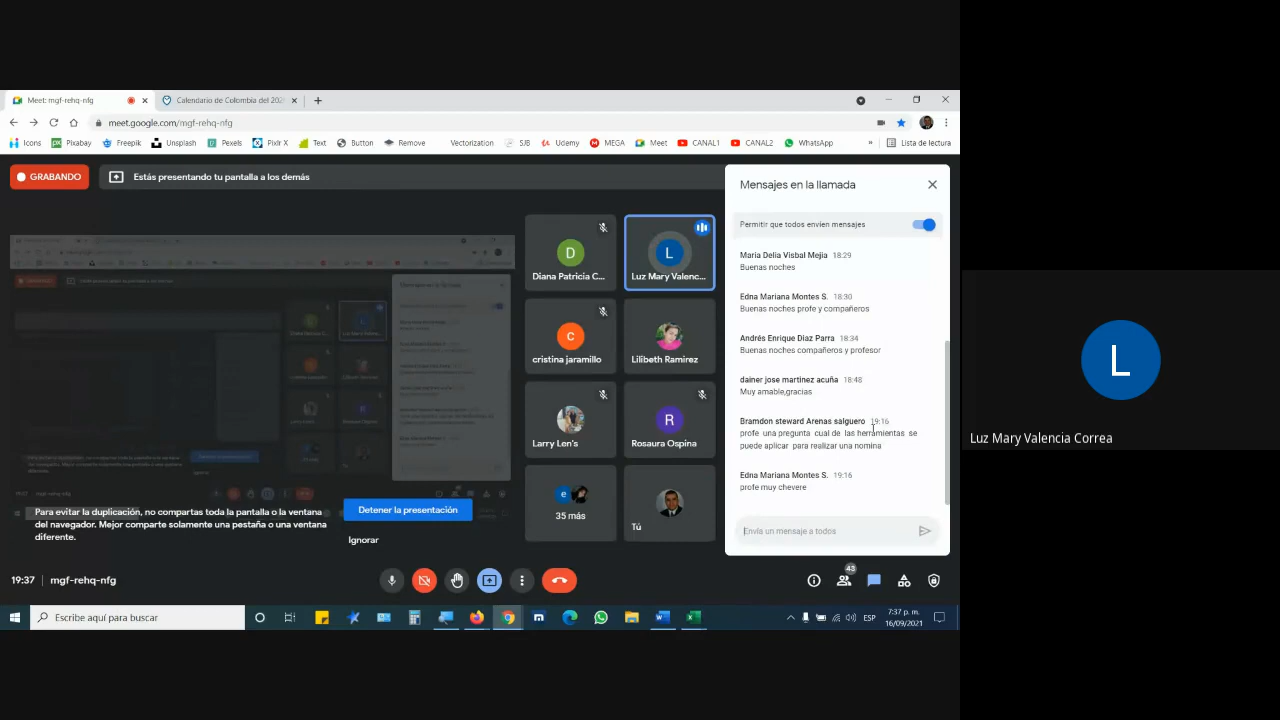 Meet: mgf-rehq-nfg
Calendario de Colombia del 202
meet.google.com/mgf-rehq-nfg
Icons
Pixabay
Freepik
Unsplash
Pexels
Pixlr X
Text
Button
Remove
Vectorization
SJB
Udemy
MEGA
Meet
CANAL1
CANAL2
WhatsApp
»
Lista de lectura
GRABANDO
Estás presentando tu pantalla a los demás
Diana Patricia C...
Luz Mary Valenc...
cristina jaramillo
Lilibeth Ramirez
Larry Len's
Rosaura Ospina
e
35 más
Tú
Para evitar la duplicación, no compartas toda la pantalla o la ventana
del navegador. Mejor comparte solamente una pestaña o una ventana
diferente.
Detener la presentación
Ignorar
Mensajes en la llamada
Permitir que todos envíen mensajes
Maria Delia Visbal Mejia 18:29
Buenas noches
Edna Mariana Montes S. 18:30
Buenas noches profe y compañeros
Andrés Enrique Diaz Parra 18:34
Buenas noches compañeros y profesor
dainer jose martinez acuña 18:48
Muy amable,gracias
Bramdon steward Arenas salguero 19:16
profe una pregunta cual de las herramientas se
puede aplicar para realizar una nomina
Edna Mariana Montes S. 19:16
profe muy chevere
Envía un mensaje a todos
19:37 | mgf-rehq-nfg
43
Escribe aquí para buscar
ESP
7:37 p. m.
16/09/2021
L
Luz Mary Valencia Correa